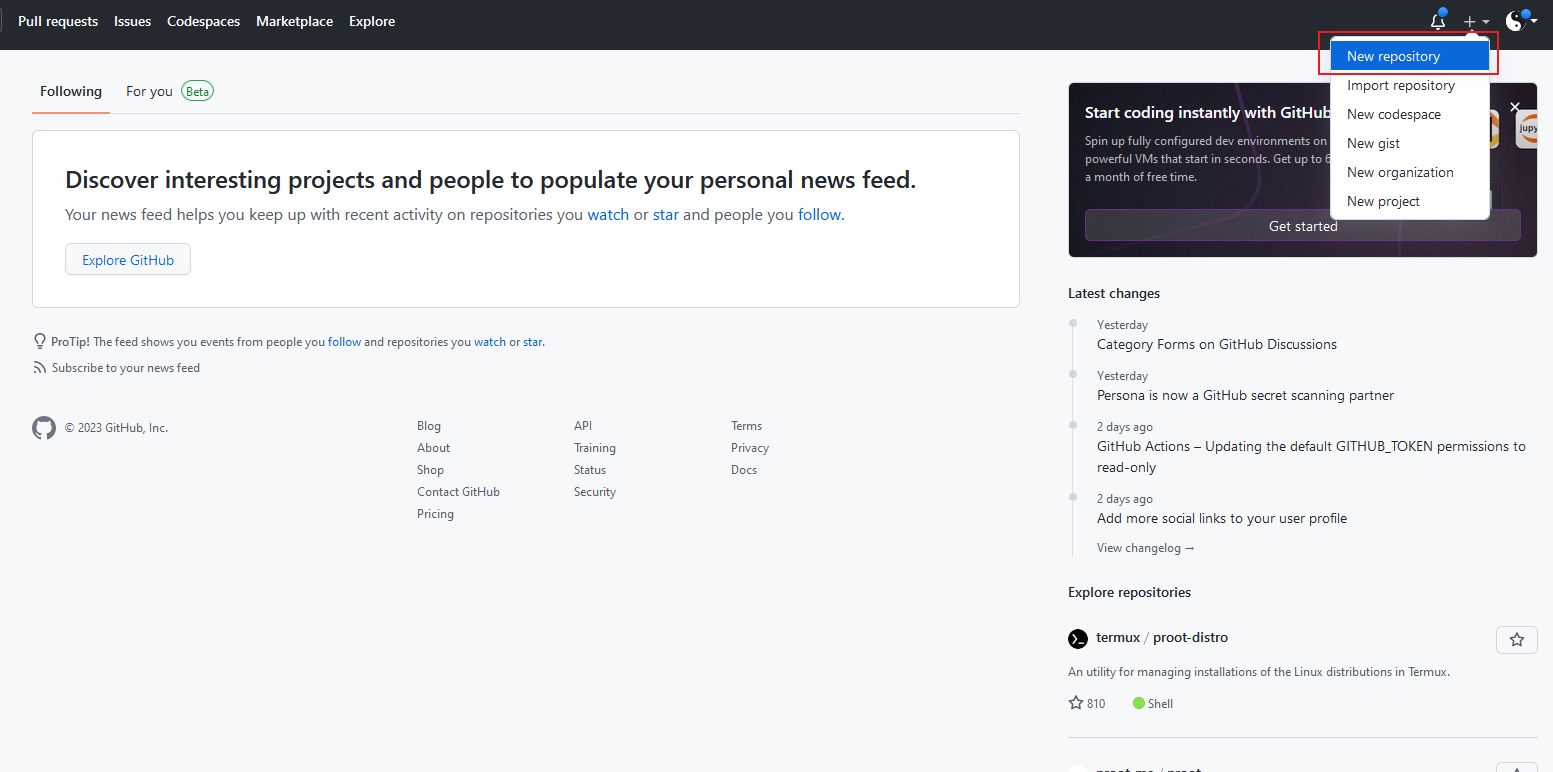 Pull requests Issues Codespaces Marketplace Explore
New repository
Import repository
New codespace
New gist
New organization
New project
Following For you Beta
Discover interesting projects and people to populate your personal news feed.
Your news feed helps you keep up with recent activity on repositories you watch or star and people you follow.
Explore GitHub
ProTip! The feed shows you events from people you follow and repositories you watch or star.
Subscribe to your news feed
© 2023 GitHub, Inc.
Blog
About
Shop
Contact GitHub
Pricing
API
Training
Status
Security
Terms
Privacy
Docs
Start coding instantly with GitHub
Spin up fully configured dev environments on
powerful VMs that start in seconds. Get up to 6
a month of free time.
jupy
Get started
Latest changes
Yesterday
Category Forms on GitHub Discussions
Yesterday
Persona is now a GitHub secret scanning partner
2 days ago
GitHub Actions – Updating the default GITHUB_TOKEN permissions to
read-only
2 days ago
Add more social links to your user profile
View changelog →
Explore repositories
termux / proot-distro
An utility for managing installations of the Linux distributions in Termux.
810 Shell